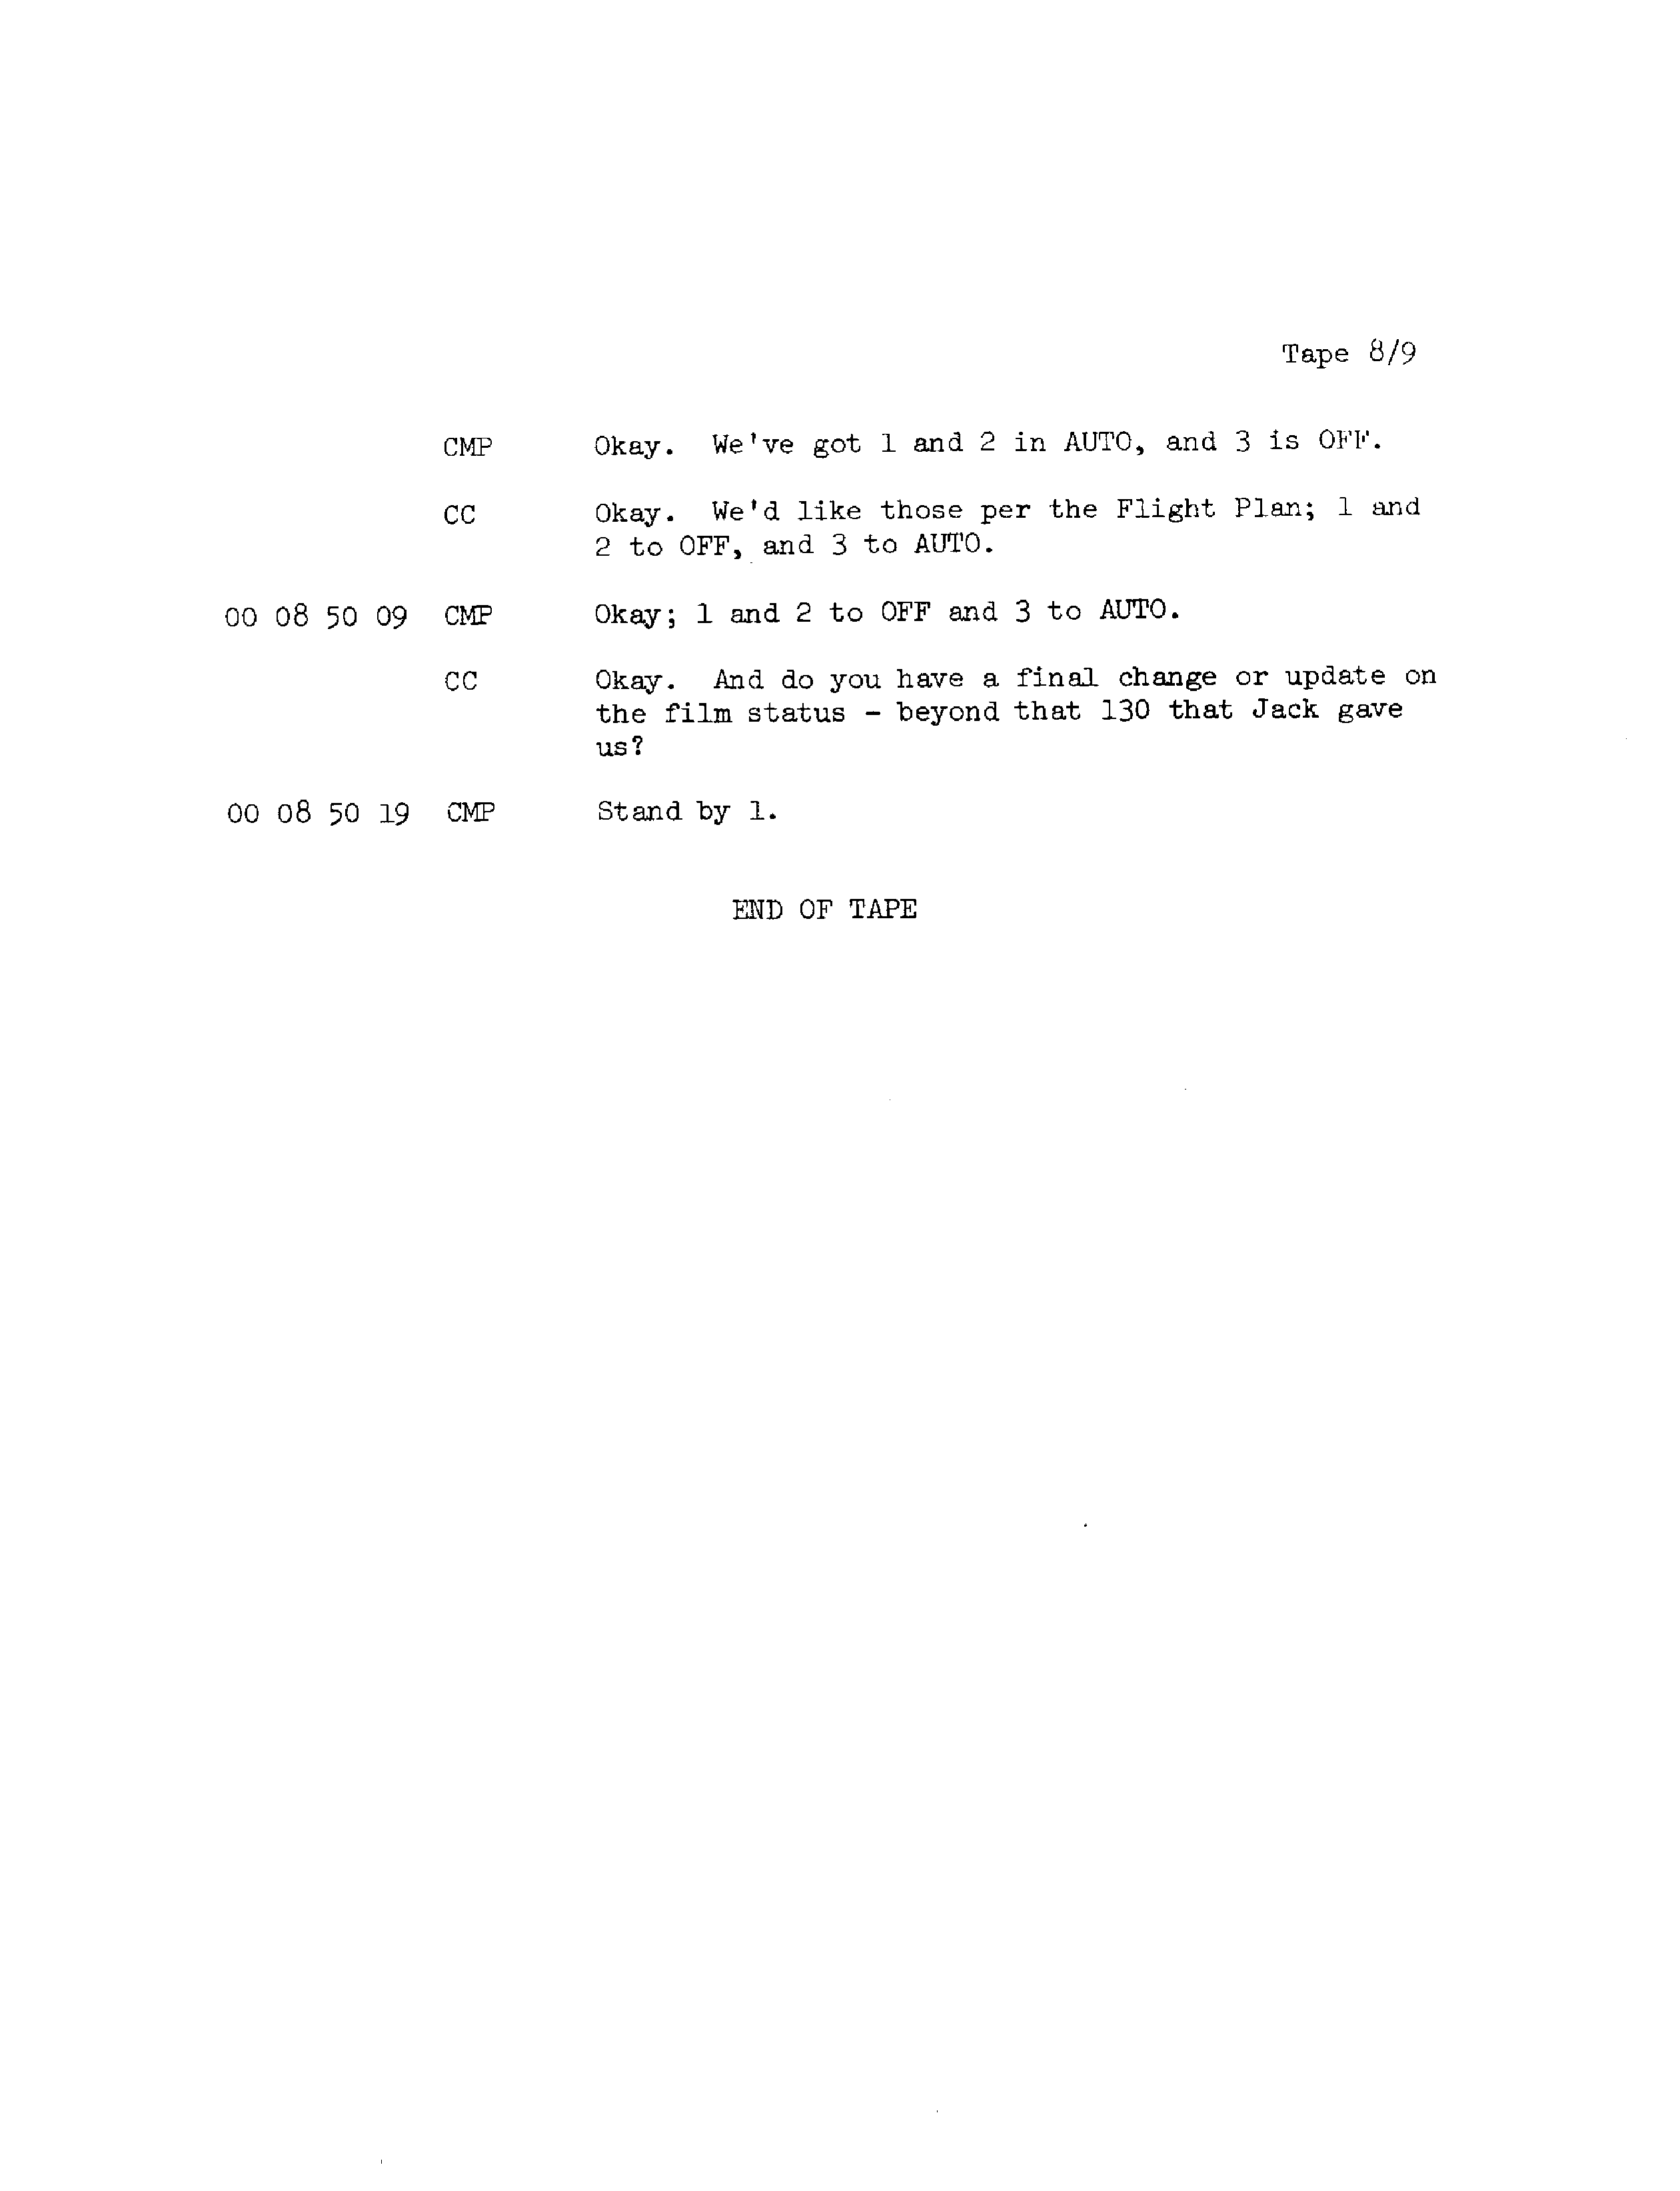 Tape 8/9
CMP Okay. We've got 1 and 2 in AUTO, and 3 is OFF.
CC Okay. We'd like those per the Flight Plan; 1 and
2 to OFF, and 3 to AUTO.
00 08 50 09 CMP Okay; 1 and 2 to OFF and 3 to AUTO.
CC Okay. And do you have a final change or update on
the film status - beyond that 130 that Jack gave
us?
00 08 50 19 CMP Stand by 1.
END OF TAPE